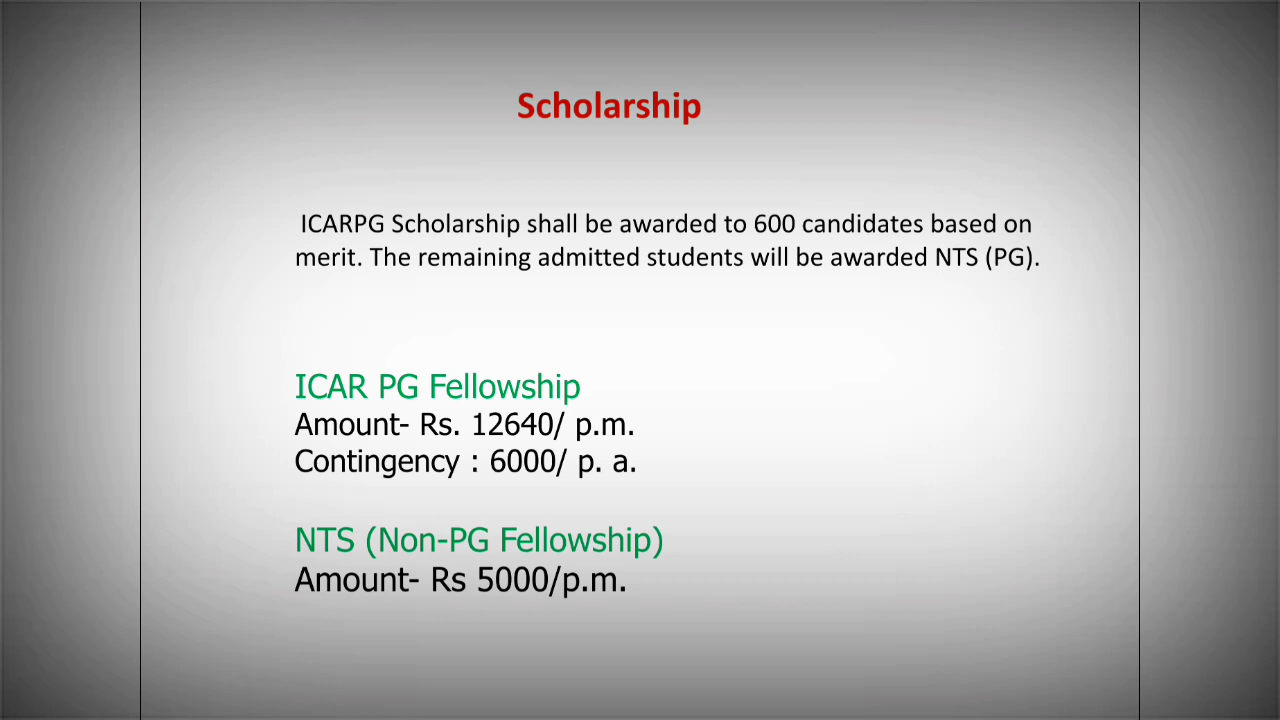 Scholarship
ICARPG Scholarship shall be awarded to 600 candidates based on
merit. The remaining admitted students will be awarded NTS (PG).
ICAR PG Fellowship
Amount- Rs. 12640/ p.m.
Contingency : 6000/ p. a.
NTS (Non-PG Fellowship)
Amount- Rs 5000/p.m.